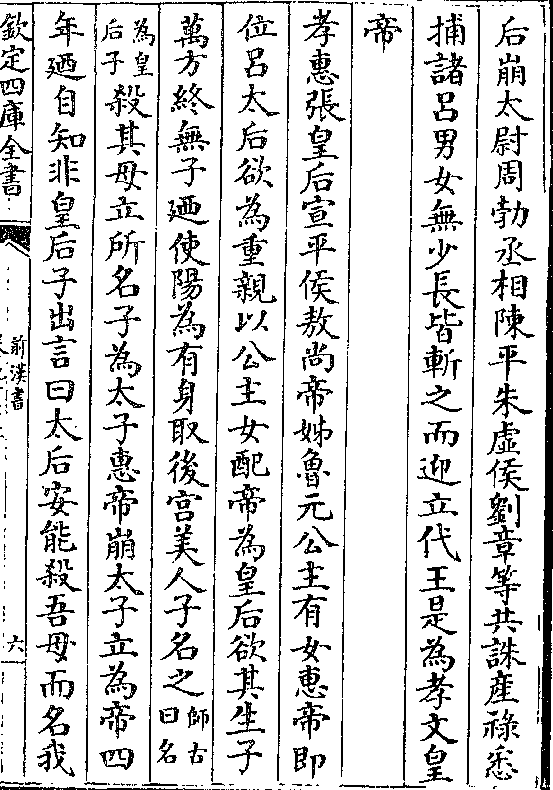 后崩太尉周勃丞相陳平朱虛侯劉章等共誅産祿悉
捕諸呂男女無少長皆斬之而迎立代王是為孝文皇
帝
孝惠張皇后宣平侯敖尚帝姊魯元公主有女惠帝即
位呂太后欲為重親以公主女配帝為皇后欲其生子
萬方終無子廼使陽為有身取後宫美人子名之師古曰名
為皇后子殺其母立所名子為太子惠帝崩太子立為帝四
年廼自知非皇后子出言曰太后安能殺吾母而名我
欽定四庫全書
前漢書
六